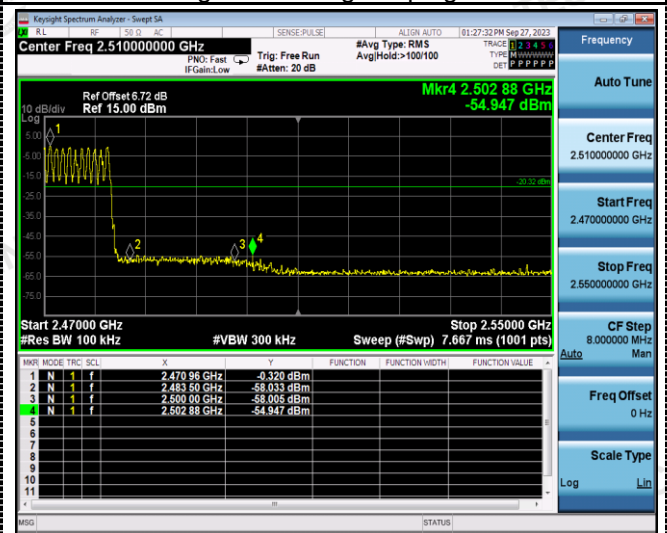 Keysight Spectrum Analyzer - Swept SA
RL RF 50 Ω AC SENSE:PULSE ALIGN AUTO 01:27:32 PM Sep 27, 2023
Center Freq 2.510000000 GHz
PNO: Fast
IFGain:Low
Trig: Free Run
#Atten: 20 dB
#Avg Type: RMS
Avg|Hold:>100/100
TRACE 1 2 3 4 5 6
TYPE M
DET P P P P P P
Ref Offset 6.72 dB
10 dB/div Ref 15.00 dBm
Log
Mkr4 2.502 88 GHz
-54.947 dBm
5.00
-5.00
-15.0
-25.0
-35.0
-45.0
-55.0
-65.0
-75.0
1
2
3
4
-20.32 dBm
Start 2.47000 GHz Stop 2.55000 GHz
#Res BW 100 kHz #VBW 300 kHz Sweep (#Swp) 7.667 ms (1001 pts)
MKR MODE TRC SCL X Y FUNCTION FUNCTION WIDTH FUNCTION VALUE
1 N 1 f 2.470 96 GHz -0.320 dBm
2 N 1 f 2.483 50 GHz -58.033 dBm
3 N 1 f 2.500 00 GHz -58.005 dBm
4 N 1 f 2.502 88 GHz -54.947 dBm
5
6
7
8
9
10
11
MSG STATUS
Frequency
Auto Tune
Center Freq
2.510000000 GHz
Start Freq
2.470000000 GHz
Stop Freq
2.550000000 GHz
CF Step
8.000000 MHz
Auto Man
Freq Offset
0 Hz
Scale Type
Log Lin